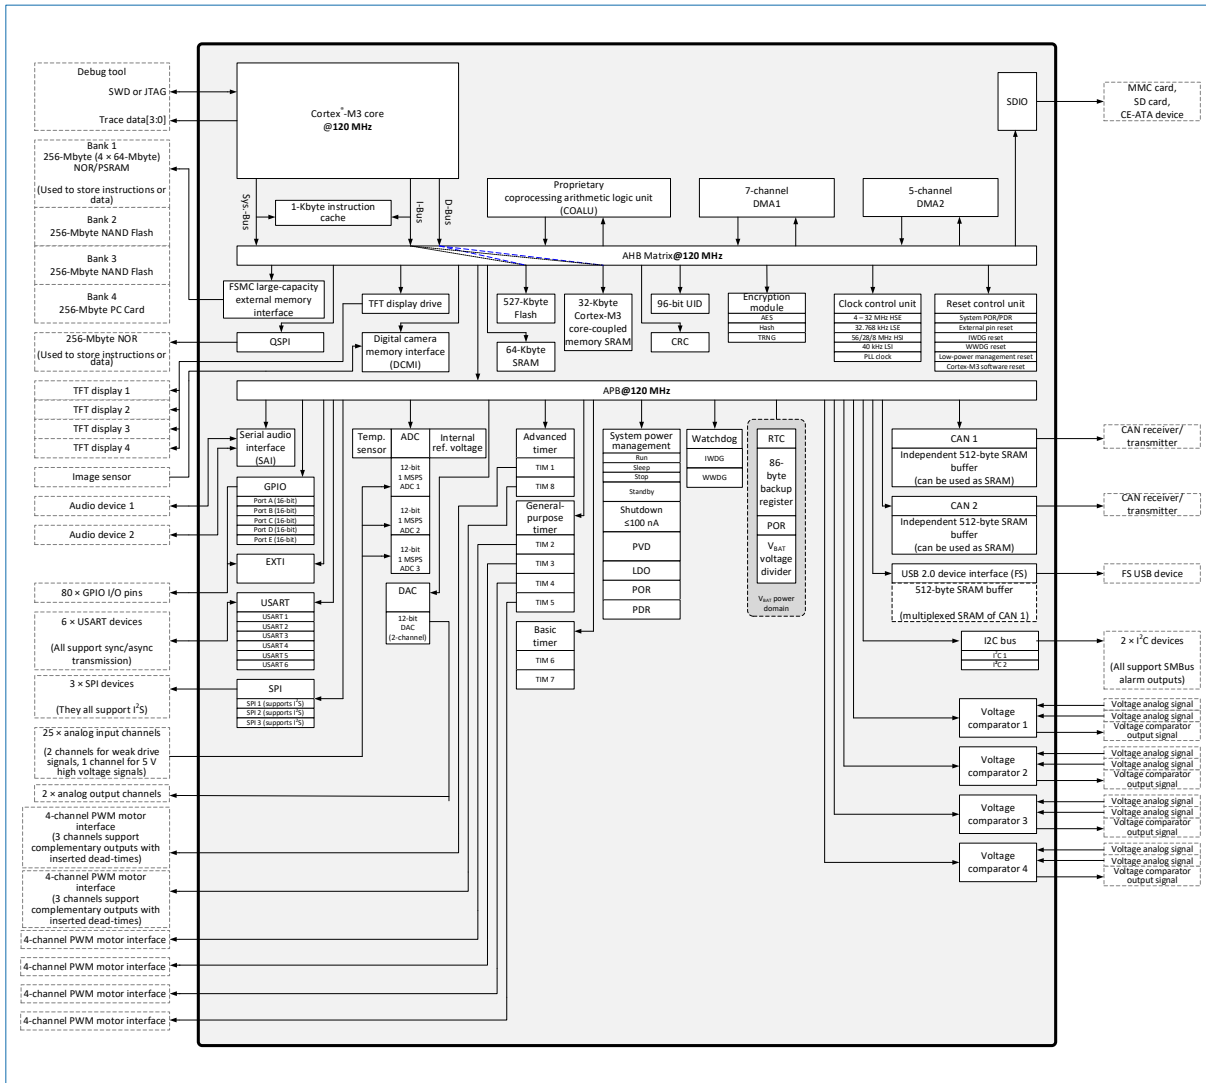 Debug tool
SWD or JTAG
Trace data[3:0]
Bank 1
256-Mbyte (4 × 64-Mbyte)
NOR/PSRAM
(Used to store instructions or
data)
Bank 2
256-Mbyte NAND Flash
Bank 3
256-Mbyte NAND Flash
Bank 4
256-Mbyte PC Card
256-Mbyte NOR
(Used to store instructions or
data)
TFT display 1
TFT display 2
TFT display 3
TFT display 4
Image sensor
Audio device 1
Audio device 2
80 × GPIO I/O pins
6 × USART devices
(All support sync/async
transmission)
3 × SPI devices
(They all support I²S)
25 × analog input channels
(2 channels for weak drive
signals, 1 channel for 5 V
high voltage signals)
2 × analog output channels
4-channel PWM motor
interface
(3 channels support
complementary outputs with
inserted dead-times)
4-channel PWM motor
interface
(3 channels support
complementary outputs with
inserted dead-times)
4-channel PWM motor interface
4-channel PWM motor interface
4-channel PWM motor interface
4-channel PWM motor interface
Cortex®-M3 core
@120 MHz
Sys.-Bus
I-Bus
D-Bus
1-Kbyte instruction
cache
Proprietary
coprocessing arithmetic logic unit
(COALU)
7-channel
DMA1
5-channel
DMA2
SDIO
AHB Matrix@120 MHz
FSMC large-capacity
external memory
interface
QSPI
TFT display drive
Digital camera
memory interface
(DCMI)
527-Kbyte
Flash
64-Kbyte
SRAM
32-Kbyte
Cortex-M3
core-coupled
memory SRAM
96-bit UID
CRC
Encryption
module
AES
Hash
TRNG
Clock control unit
4 – 32 MHz HSE
32.768 kHz LSE
56/28/8 MHz HSI
40 kHz LSI
PLL clock
Reset control unit
System POR/PDR
External pin reset
IWDG reset
WWDG reset
Low-power management reset
Cortex-M3 software reset
APB@120 MHz
Serial audio
interface
(SAI)
GPIO
Port A (16-bit)
Port B (16-bit)
Port C (16-bit)
Port D (16-bit)
Port E (16-bit)
EXTI
USART
USART 1
USART 2
USART 3
USART 4
USART 5
USART 6
SPI
SPI 1 (supports I²S)
SPI 2 (supports I²S)
SPI 3 (supports I²S)
Temp.
sensor
ADC
Internal
ref. voltage
12-bit
1 MSPS
ADC 1
12-bit
1 MSPS
ADC 2
12-bit
1 MSPS
ADC 3
DAC
12-bit
DAC
(2-channel)
Advanced
timer
TIM 1
TIM 8
General-
purpose
timer
TIM 2
TIM 3
TIM 4
TIM 5
Basic
timer
TIM 6
TIM 7
System power
management
Run
Sleep
Stop
Standby
Shutdown
≤100 nA
PVD
LDO
POR
PDR
Watchdog
IWDG
WWDG
RTC
86-
byte
backup
register
POR
VBAT
voltage
divider
VBAT power
domain
CAN 1
Independent 512-byte SRAM
buffer
(can be used as SRAM)
CAN 2
Independent 512-byte SRAM
buffer
(can be used as SRAM)
USB 2.0 device interface (FS)
512-byte SRAM buffer
(multiplexed SRAM of CAN 1)
I2C bus
I²C 1
I²C 2
Voltage
comparator 1
Voltage
comparator 2
Voltage
comparator 3
Voltage
comparator 4
MMC card,
SD card,
CE-ATA device
CAN receiver/
transmitter
CAN receiver/
transmitter
FS USB device
2 × I²C devices
(All support SMBus
alarm outputs)
Voltage analog signal
Voltage analog signal
Voltage comparator
output signal
Voltage analog signal
Voltage analog signal
Voltage comparator
output signal
Voltage analog signal
Voltage analog signal
Voltage comparator
output signal
Voltage analog signal
Voltage analog signal
Voltage comparator
output signal